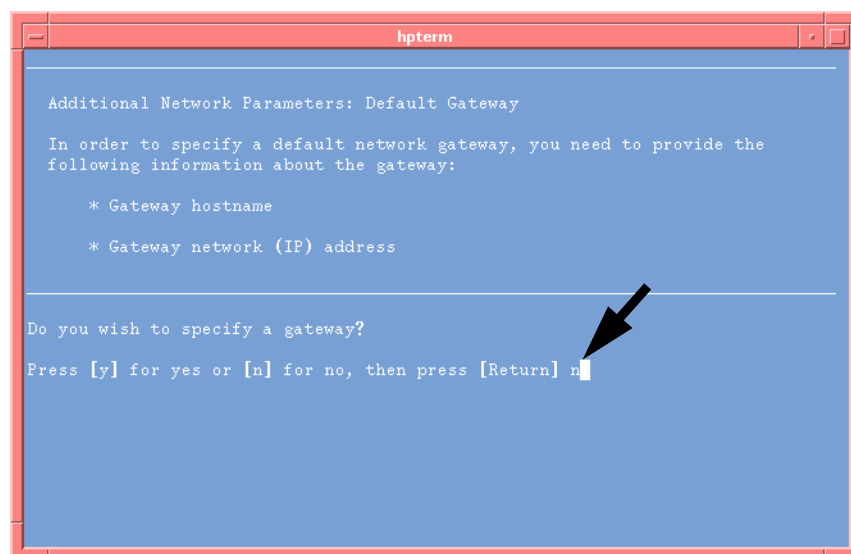 hpterm
Additional Network Parameters: Default Gateway
In order to specify a default network gateway, you need to provide the
following information about the gateway:
* Gateway hostname
* Gateway network (IP) address
Do you wish to specify a gateway?
Press [y] for yes or [n] for no, then press [Return] n